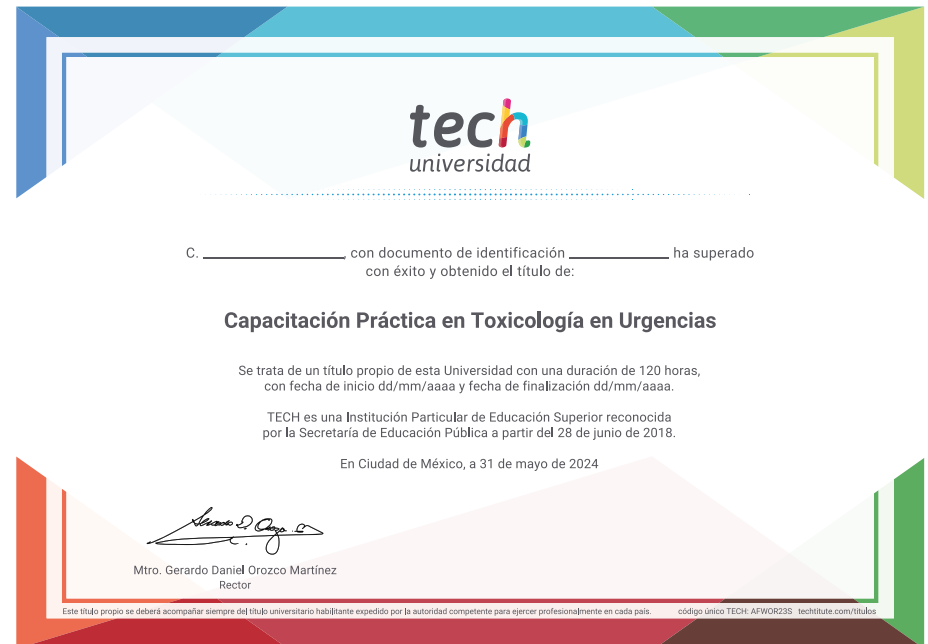 tech
universidad
C. , con documento de identificación ha superado
con éxito y obtenido el título de:
Capacitación Práctica en Toxicología en Urgencias
Se trata de un título propio de esta Universidad con una duración de 120 horas,
con fecha de inicio dd/mm/aaaa y fecha de finalización dd/mm/aaaa.
TECH es una Institución Particular de Educación Superior reconocida
por la Secretaría de Educación Pública a partir del 28 de junio de 2018.
En Ciudad de México, a 31 de mayo de 2024
Mtro. Gerardo Daniel Orozco Martínez
Rector
Este título propio se deberá acompañar siempre del título universitario habilitante expedido por la autoridad competente para ejercer profesionalmente en cada país. código único TECH: AFWOR23S techtitute.com/titulos